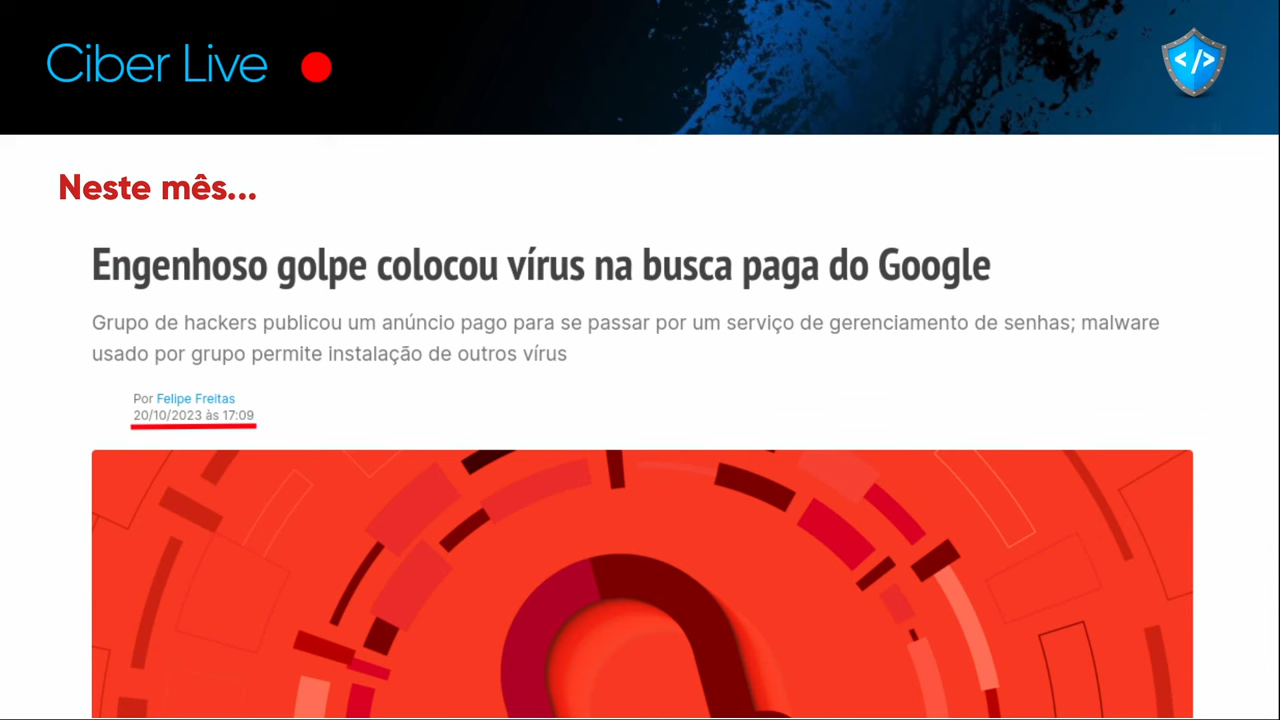 Ciber Live
</>
Neste mês...
Engenhoso golpe colocou vírus na busca paga do Google
Grupo de hackers publicou um anúncio pago para se passar por um serviço de gerenciamento de senhas; malware
usado por grupo permite instalação de outros vírus
Por Felipe Freitas
20/10/2023 às 17:09